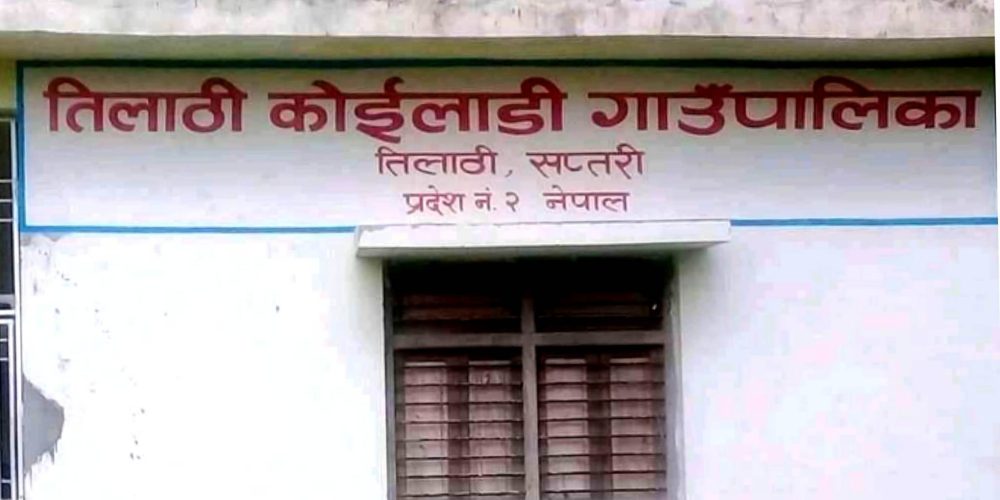 तिलाठी कोईलाडी गाउँपालिका
तिलाठी, सप्तरी
प्रदेश नं. २ नेपाल